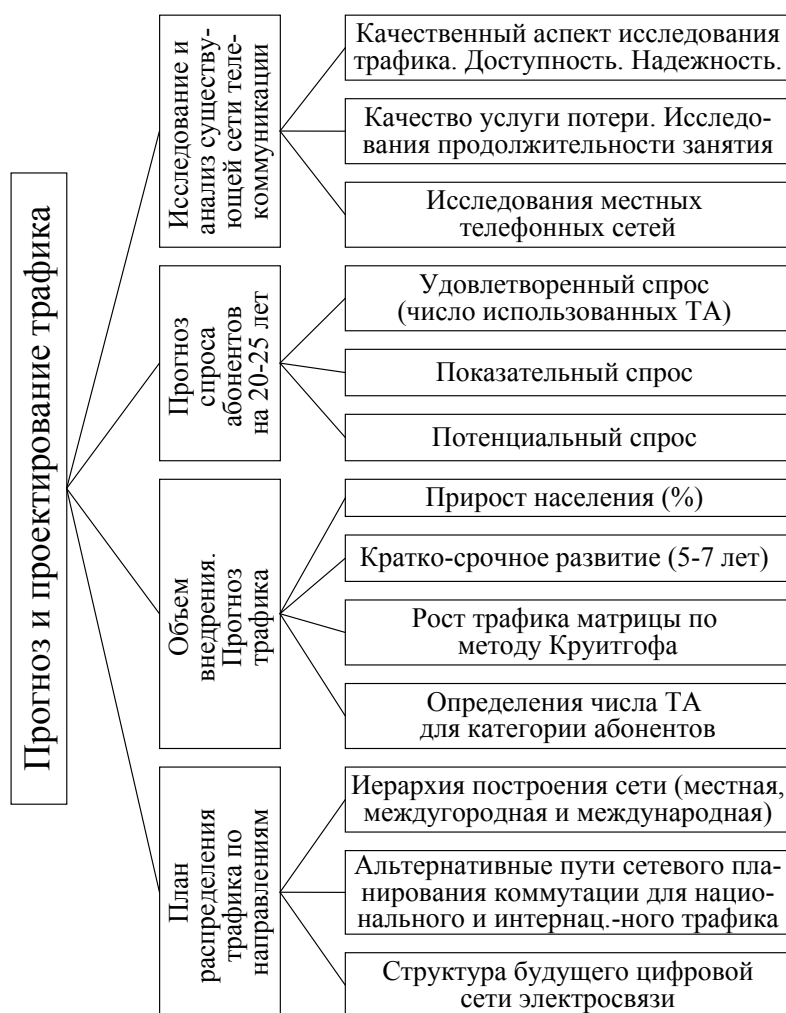 Прогноз и проектирование трафика
Исследование и
анализ существу-
ющей сети теле-
коммуникации
Качественный аспект исследования
трафика. Доступность. Надежность.
Качество услуги потери. Исследо-
вания продолжительности занятия
Исследования местных
телефонных сетей
Прогноз
спроса
абонентов
на 20-25 лет
Удовлетворенный спрос
(число использованных ТА)
Показательный спрос
Потенциальный спрос
Объем
внедрения.
Прогноз
трафика
Прирост населения (%)
Кратко-срочное развитие (5-7 лет)
Рост трафика матрицы по
методу Круитгофа
Определения числа ТА
для категории абонентов
План
распределения
трафика по
направлениям
Иерархия построения сети (местная,
междугородная и международная)
Альтернативные пути сетевого пла-
нирования коммутации для нацио-
нального и интернац.-ного трафика
Структура будущего цифровой
сети электросвязи